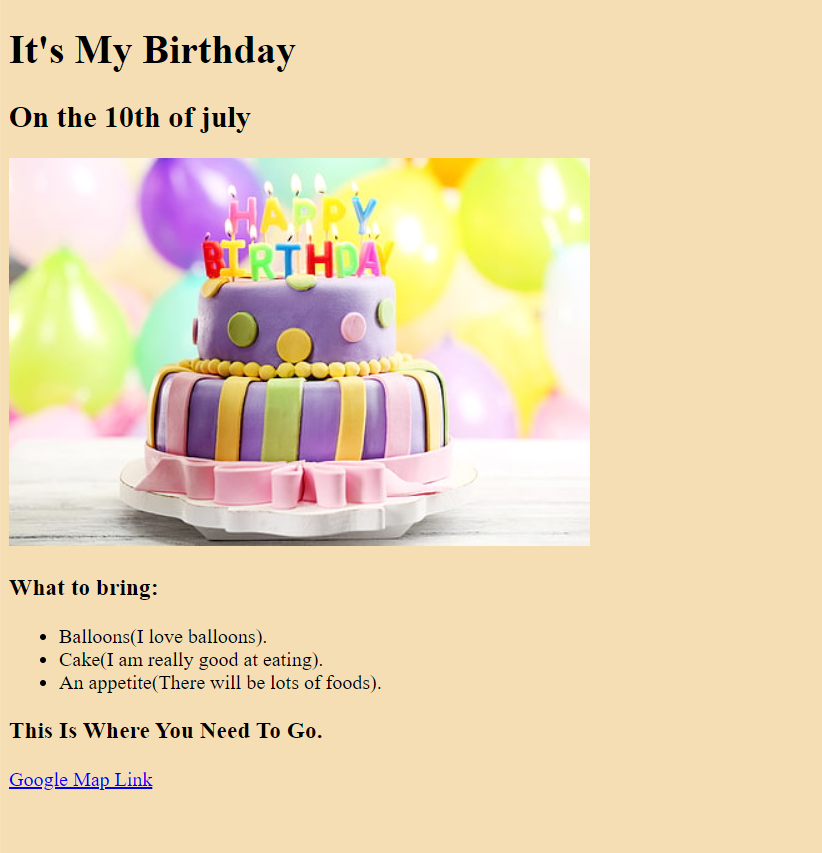 It's My Birthday
On the 10th of july
HAPPY
BIRTHDAY
What to bring:
Balloons(I love balloons).
Cake(I am really good at eating).
An appetite(There will be lots of foods).
This Is Where You Need To Go.
Google Map Link